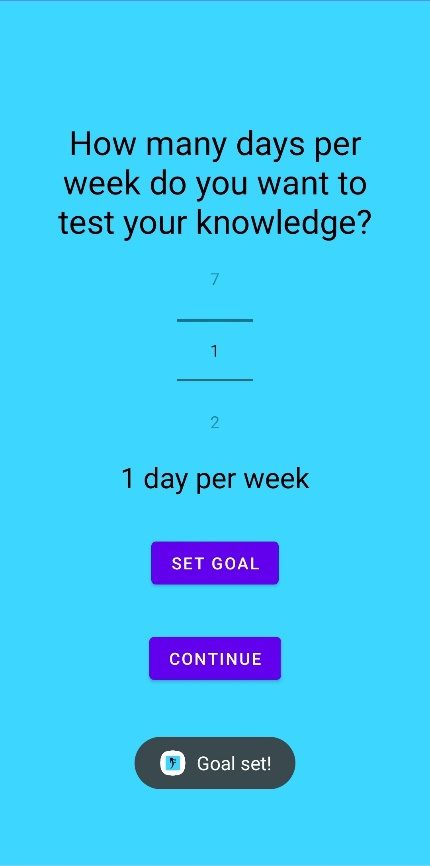 How many days per
week do you want to
test your knowledge?
7
1
2
1 day per week
SET GOAL
CONTINUE
Goal set!